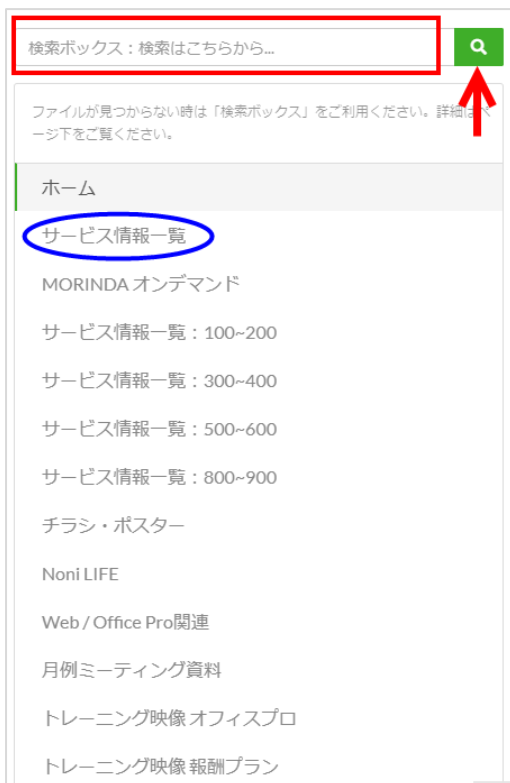 検索ボックス：検索はこちらから...
ファイルが見つからない時は「検索ボックス」をご利用ください。詳細はペ
ージ下をご覧ください。
ホーム
サービス情報一覧
MORINDA オンデマンド
サービス情報一覧：100~200
サービス情報一覧：300~400
サービス情報一覧：500~600
サービス情報一覧：800~900
チラシ・ポスター
Noni LIFE
Web / Office Pro関連
月例ミーティング資料
トレーニング映像 オフィスプロ
トレーニング映像 報酬プラン